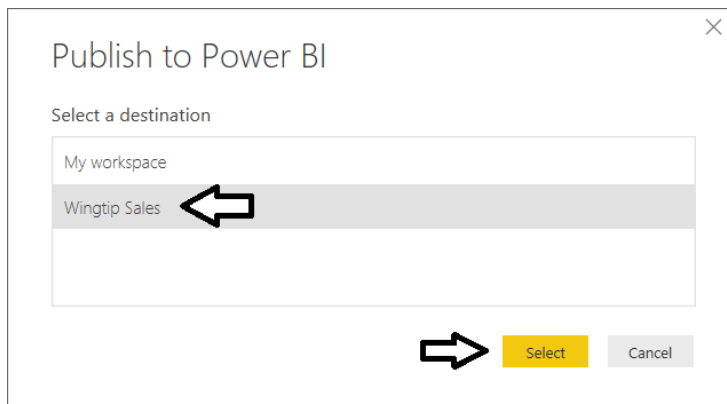 Publish to Power BI
Select a destination
My workspace
Wingtip Sales
Select Cancel